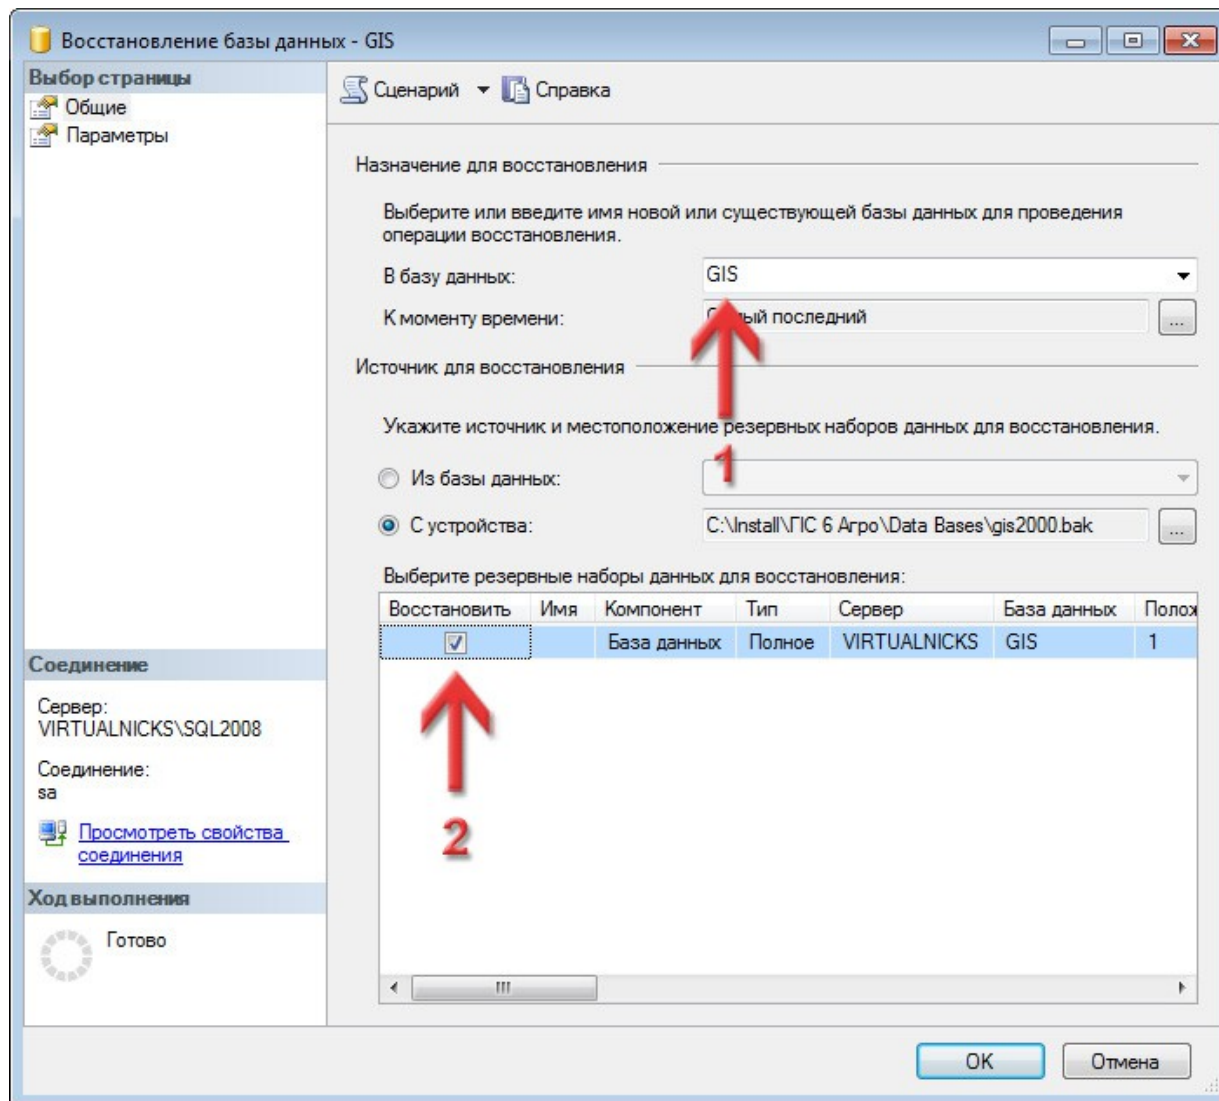 Восстановление базы данных - GIS
Выбор страницы
Общие
Параметры
Сценарий
Справка
Назначение для восстановления
Выберите или введите имя новой или существующей базы данных для проведения
операции восстановления.
В базу данных:
GIS
К моменту времени:
последний
...
Источник для восстановления
Укажите источник и местоположение резервных наборов данных для восстановления.
1
Из базы данных:
С устройства:
C:\Install\ГІС 6 Агро\Data Bases\gis2000.bak
...
Выберите резервные наборы данных для восстановления:
Восстановить Имя Компонент Тип Сервер База данных Полож
База данных Полное VIRTUALNICKS GIS 1
2
Соединение
Сервер:
VIRTUALNICKS\SQL2008
Соединение:
sa
Просмотреть свойства
соединения
Ход выполнения
Готово
OK
Отмена